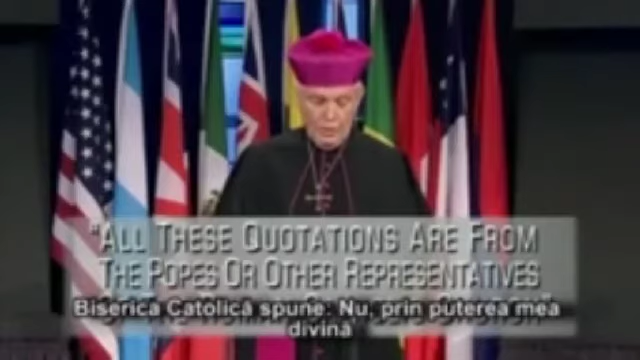 "ALL THESE QUOTATIONS ARE FROM
THE POPES OR OTHER REPRESENTATIVES
Biserica Catolică spune: Nu, prin puterea mea
divină